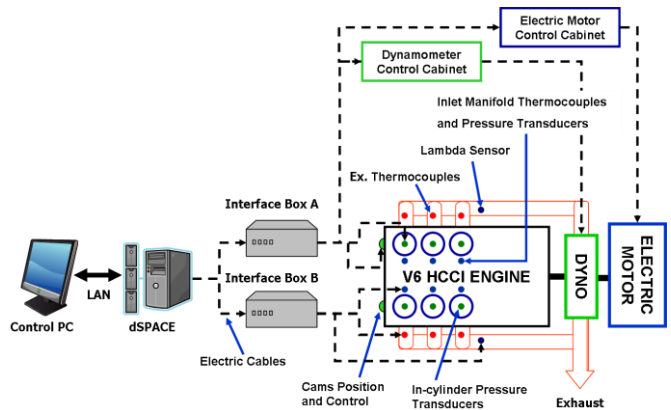 Electric Motor
Control Cabinet
Dynamometer
Control Cabinet
Inlet Manifold Thermocouples
and Pressure Transducers
Lambda Sensor
Ex. Thermocouples
Interface Box A
Interface Box B
V6 HCCI ENGINE
DYNO
ELECTRIC
MOTOR
LAN
Control PC
dSPACE
Electric Cables
Cams Position
and Control
In-cylinder Pressure
Transducers
Exhaust